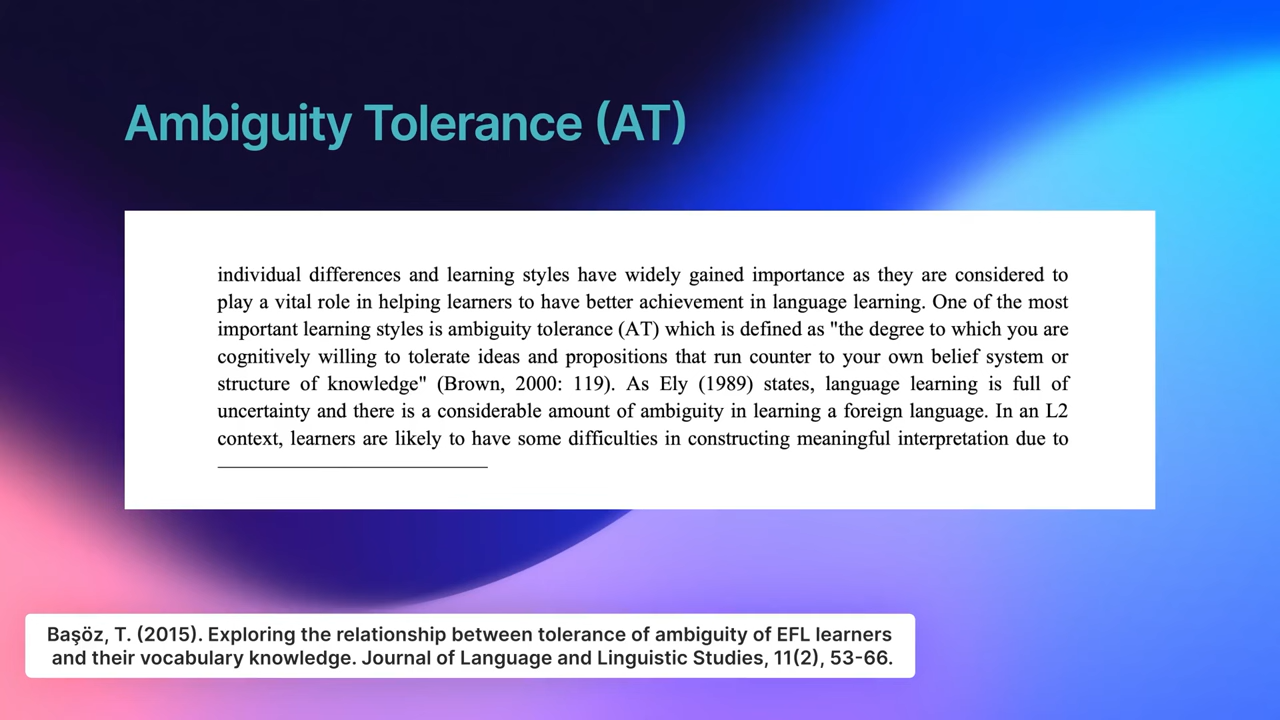 Ambiguity Tolerance (AT)
individual differences and learning styles have widely gained importance as they are considered to
play a vital role in helping learners to have better achievement in language learning. One of the most
important learning styles is ambiguity tolerance (AT) which is defined as "the degree to which you are
cognitively willing to tolerate ideas and propositions that run counter to your own belief system or
structure of knowledge" (Brown, 2000: 119). As Ely (1989) states, language learning is full of
uncertainty and there is a considerable amount of ambiguity in learning a foreign language. In an L2
context, learners are likely to have some difficulties in constructing meaningful interpretation due to
Başöz, T. (2015). Exploring the relationship between tolerance of ambiguity of EFL learners
and their vocabulary knowledge. Journal of Language and Linguistic Studies, 11(2), 53-66.